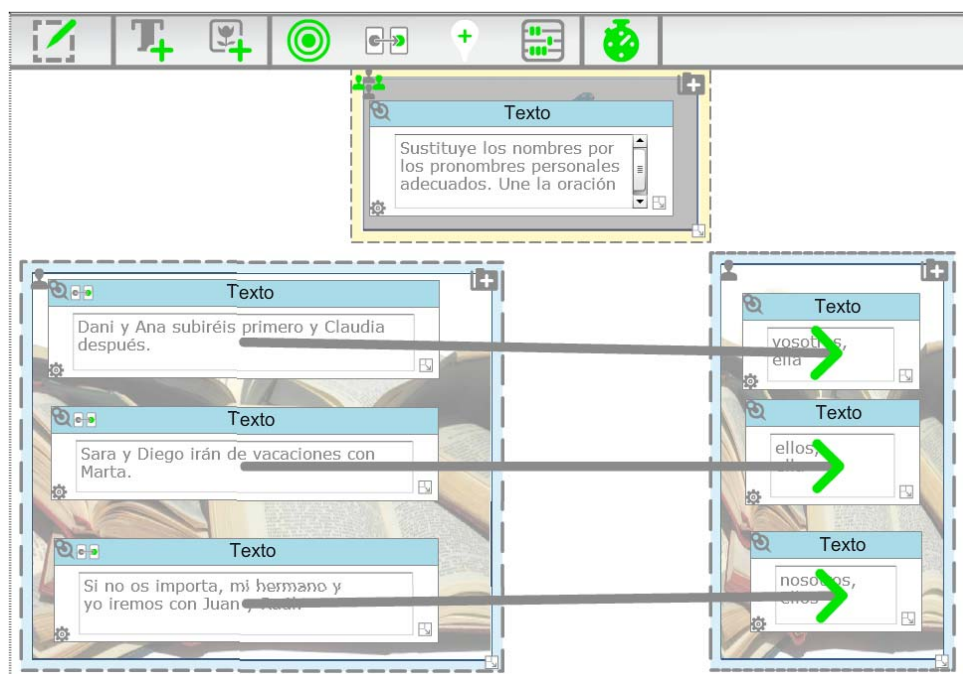 Texto
Sustituye los nombres por
los pronombres personales
adecuados. Une la oración
Texto
Dani y Ana subiréis primero y Claudia
después.
Texto
Sara y Diego irán de vacaciones con
Marta.
Texto
Si no os importa, mi hermano y
yo iremos con Juan y Raúl.
Texto
vosotros,
ella
Texto
ellos,
ella
Texto
nosotros,
ellos